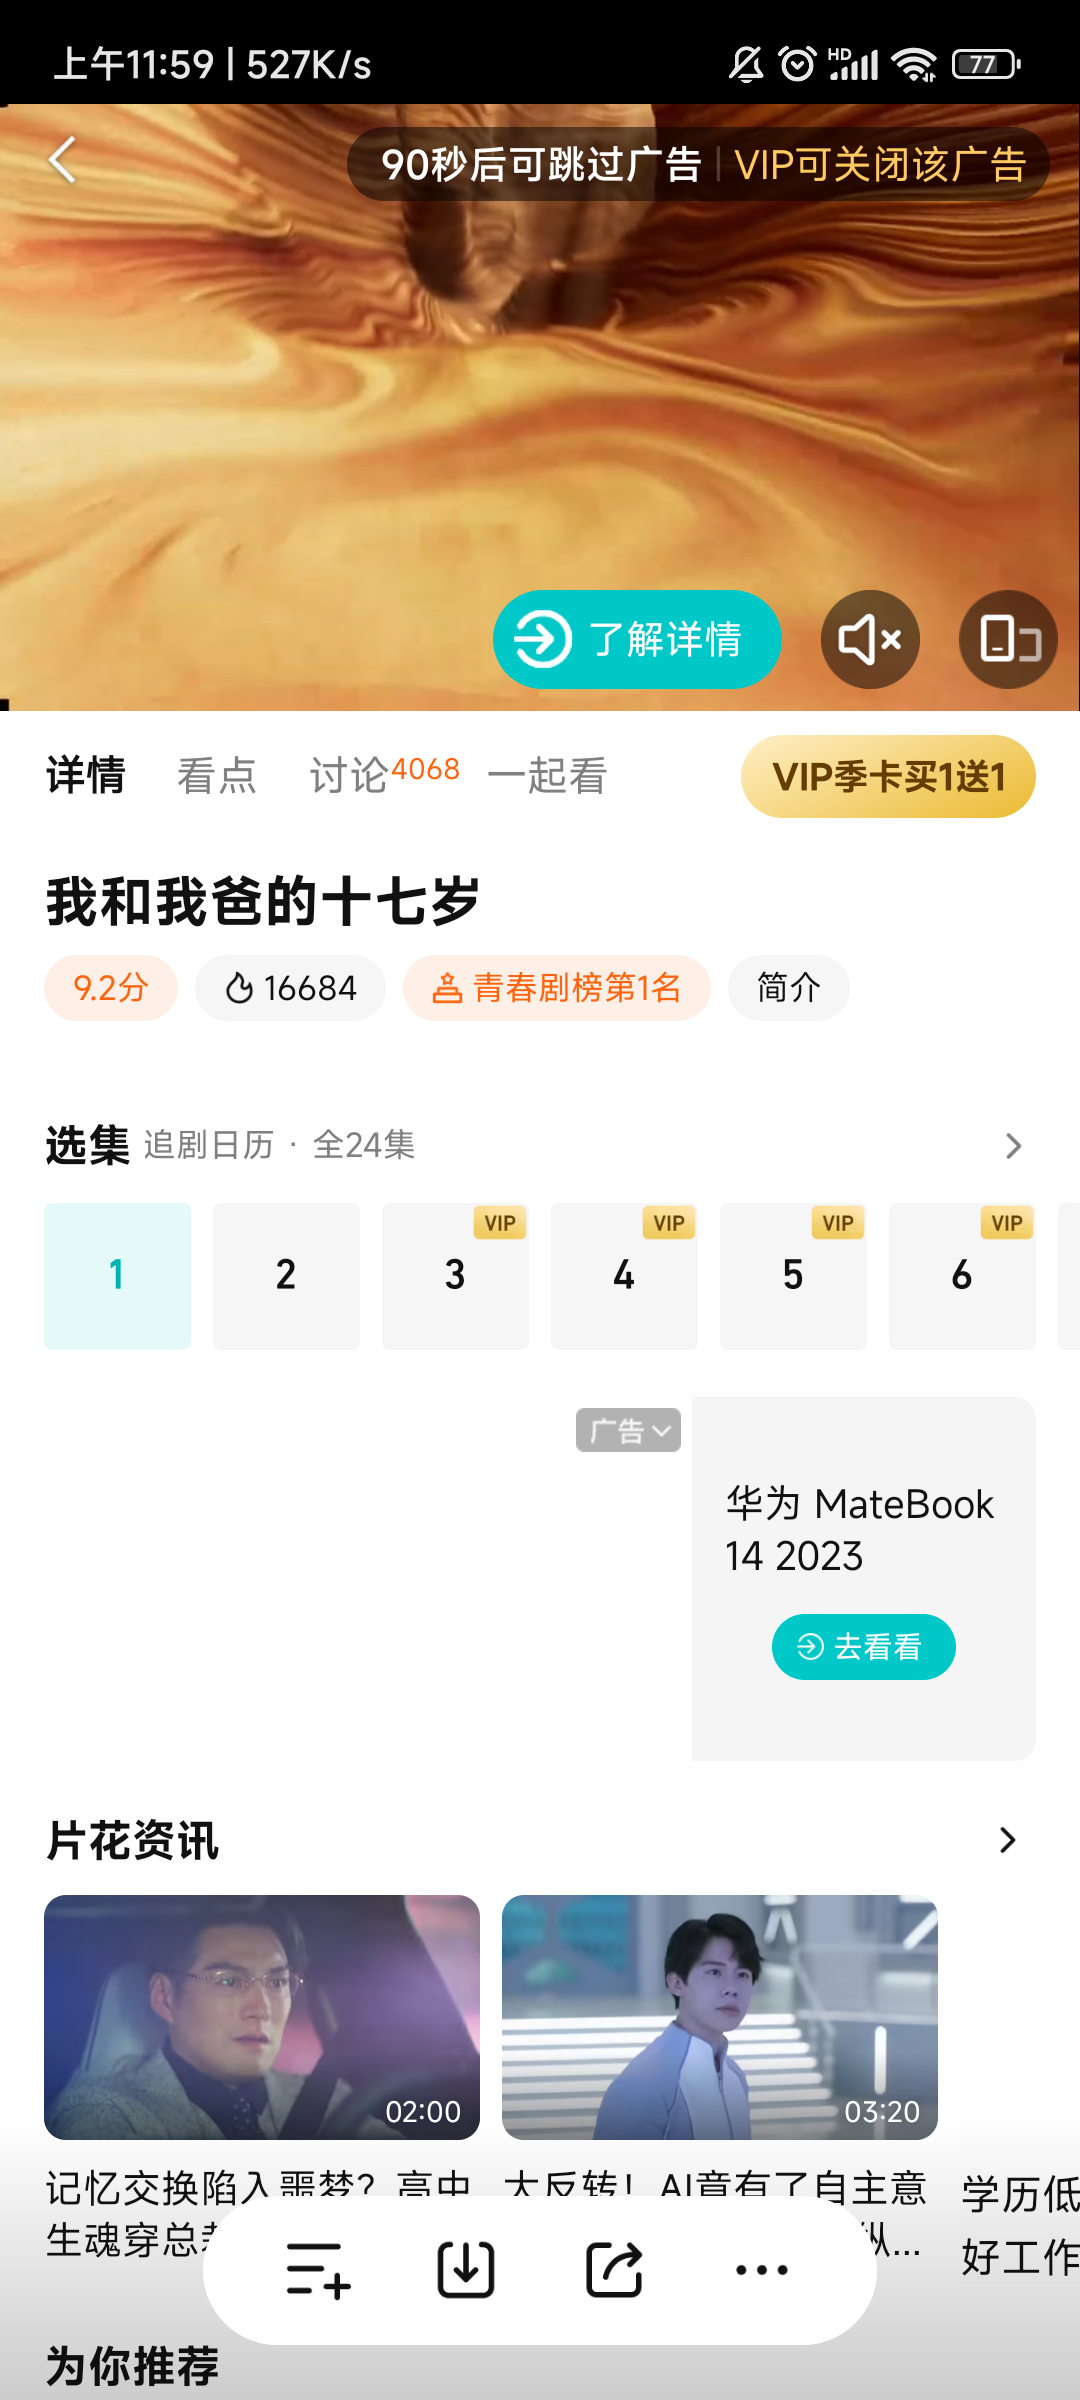 上午11:59 | 527K/s
HD
77
90秒后可跳过广告 | VIP可关闭该广告
了解详情
详情 看点 讨论4068 一起看
VIP季卡买1送1
我和我爸的十七岁
9.2分 16684 青春剧榜第1名 简介
选集 追剧日历 · 全24集
1 2 3 VIP 4 VIP 5 VIP 6 VIP
广告
华为 MateBook
14 2023
去看看
片花资讯
02:00
03:20
记忆交换陷入噩梦？高中
生魂穿总
大反转！AI竟有了自主意
纵...
学历低
好工作
为你推荐